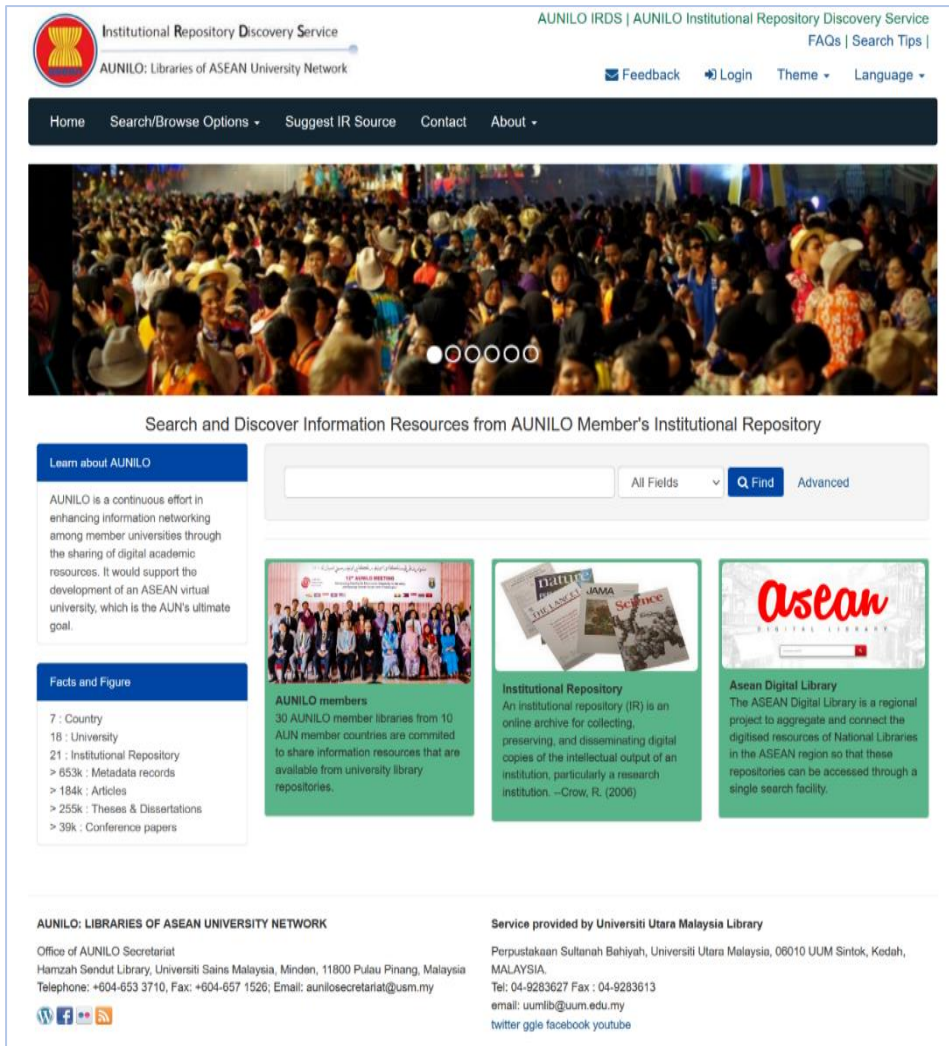 AUNILO IRDS | AUNILO Institutional Repository Discovery Service
Institutional Repository Discovery Service
FAQs | Search Tips |
AUNILO: Libraries of ASEAN University Network
Feedback Login Theme Language
Home Search/Browse Options Suggest IR Source Contact About
Search and Discover Information Resources from AUNILO Member's Institutional Repository
Learn about AUNILO
AUNILO is a continuous effort in
enhancing information networking
among member universities through
the sharing of digital academic
resources. It would support the
development of an ASEAN virtual
university, which is the AUN's ultimate
goal.
Facts and Figure
7 : Country
18 : University
21 : Institutional Repository
> 653k : Metadata records
> 184k : Articles
> 255k : Theses & Dissertations
> 39k : Conference papers
All Fields Find Advanced
AUNILO MEETING
AUNILO members
30 AUNILO member libraries from 10
AUN member countries are commited
to share information resources that are
available from university library
repositories.
nature
THE LANCET
JAMA
Science
Institutional Repository
An institutional repository (IR) is an
online archive for collecting,
preserving, and disseminating digital
copies of the intellectual output of an
institution, particularly a research
institution. --Crow, R. (2006)
asean
DIGITAL LIBRARY
Asean Digital Library
The ASEAN Digital Library is a regional
project to aggregate and connect the
digitised resources of National Libraries
in the ASEAN region so that these
repositories can be accessed through a
single search facility.
AUNILO: LIBRARIES OF ASEAN UNIVERSITY NETWORK
Office of AUNILO Secretariat
Hamzah Sendut Library, Universiti Sains Malaysia, Minden, 11800 Pulau Pinang, Malaysia
Telephone: +604-653 3710, Fax: +604-657 1526; Email: aunilosecretariat@usm.my
Service provided by Universiti Utara Malaysia Library
Perpustakaan Sultanah Bahiyah, Universiti Utara Malaysia, 06010 UUM Sintok, Kedah,
MALAYSIA.
Tel: 04-9283627 Fax : 04-9283613
email: uumlib@uum.edu.my
twitter ggle facebook youtube